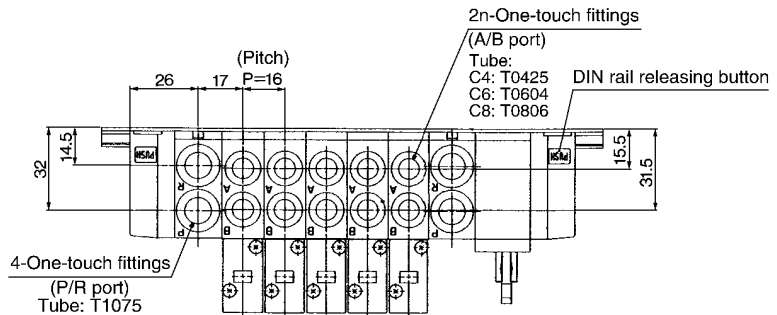 2n-One-touch fittings
(A/B port)
Tube:
C4: T0425
C6: T0604
C8: T0806
DIN rail releasing button
(Pitch)
26
17
P=16
32
14.5
PUSH
R
A
A
A
A
A
R
PUSH
15.5
31.5
P
B
B
B
B
B
P
4-One-touch fittings
(P/R port)
Tube: T1075